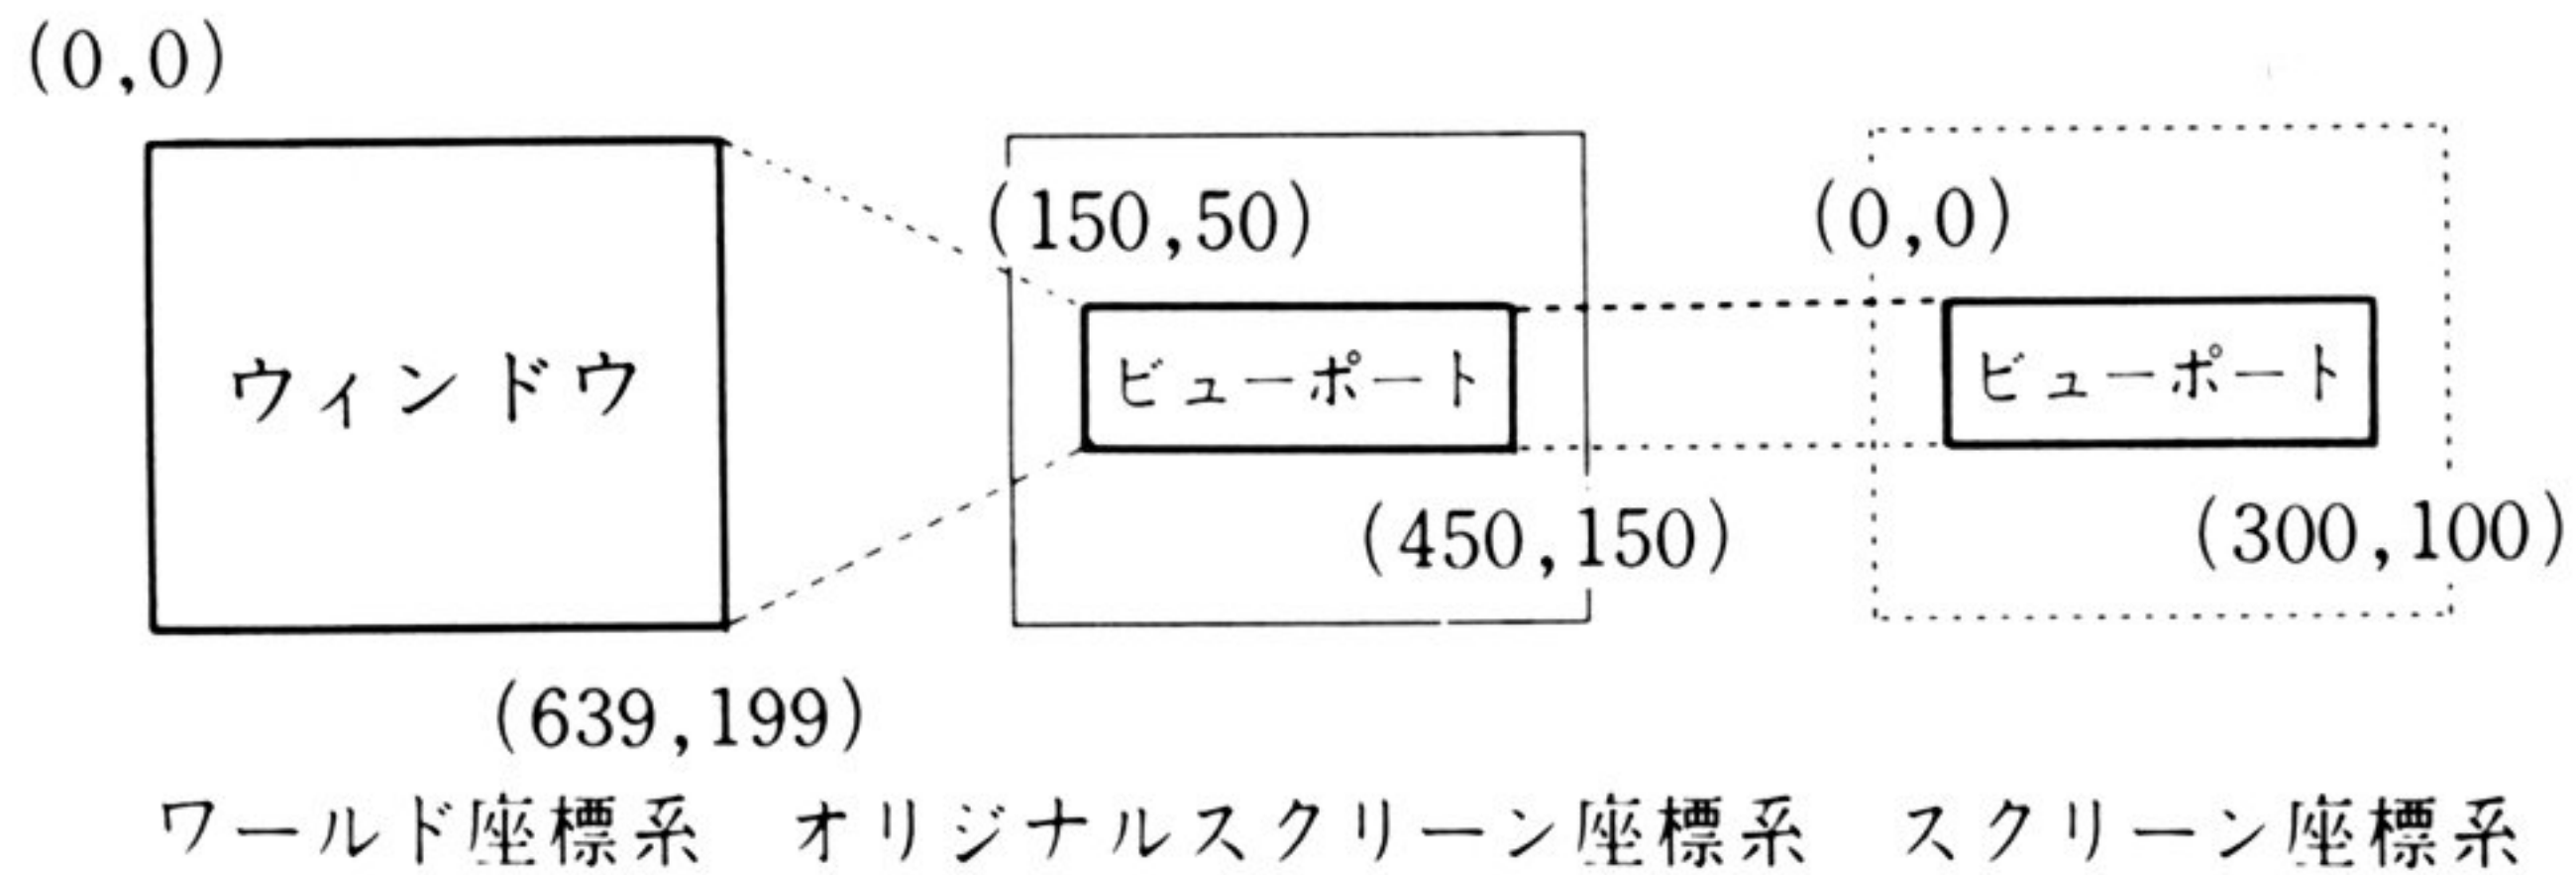 (0,0)
(150,50)
(0,0)
ウィンドウ
ビューポート
ビューポート
(450,150)
(300,100)
(639,199)
ワールド座標系 オリジナルスクリーン座標系 スクリーン座標系